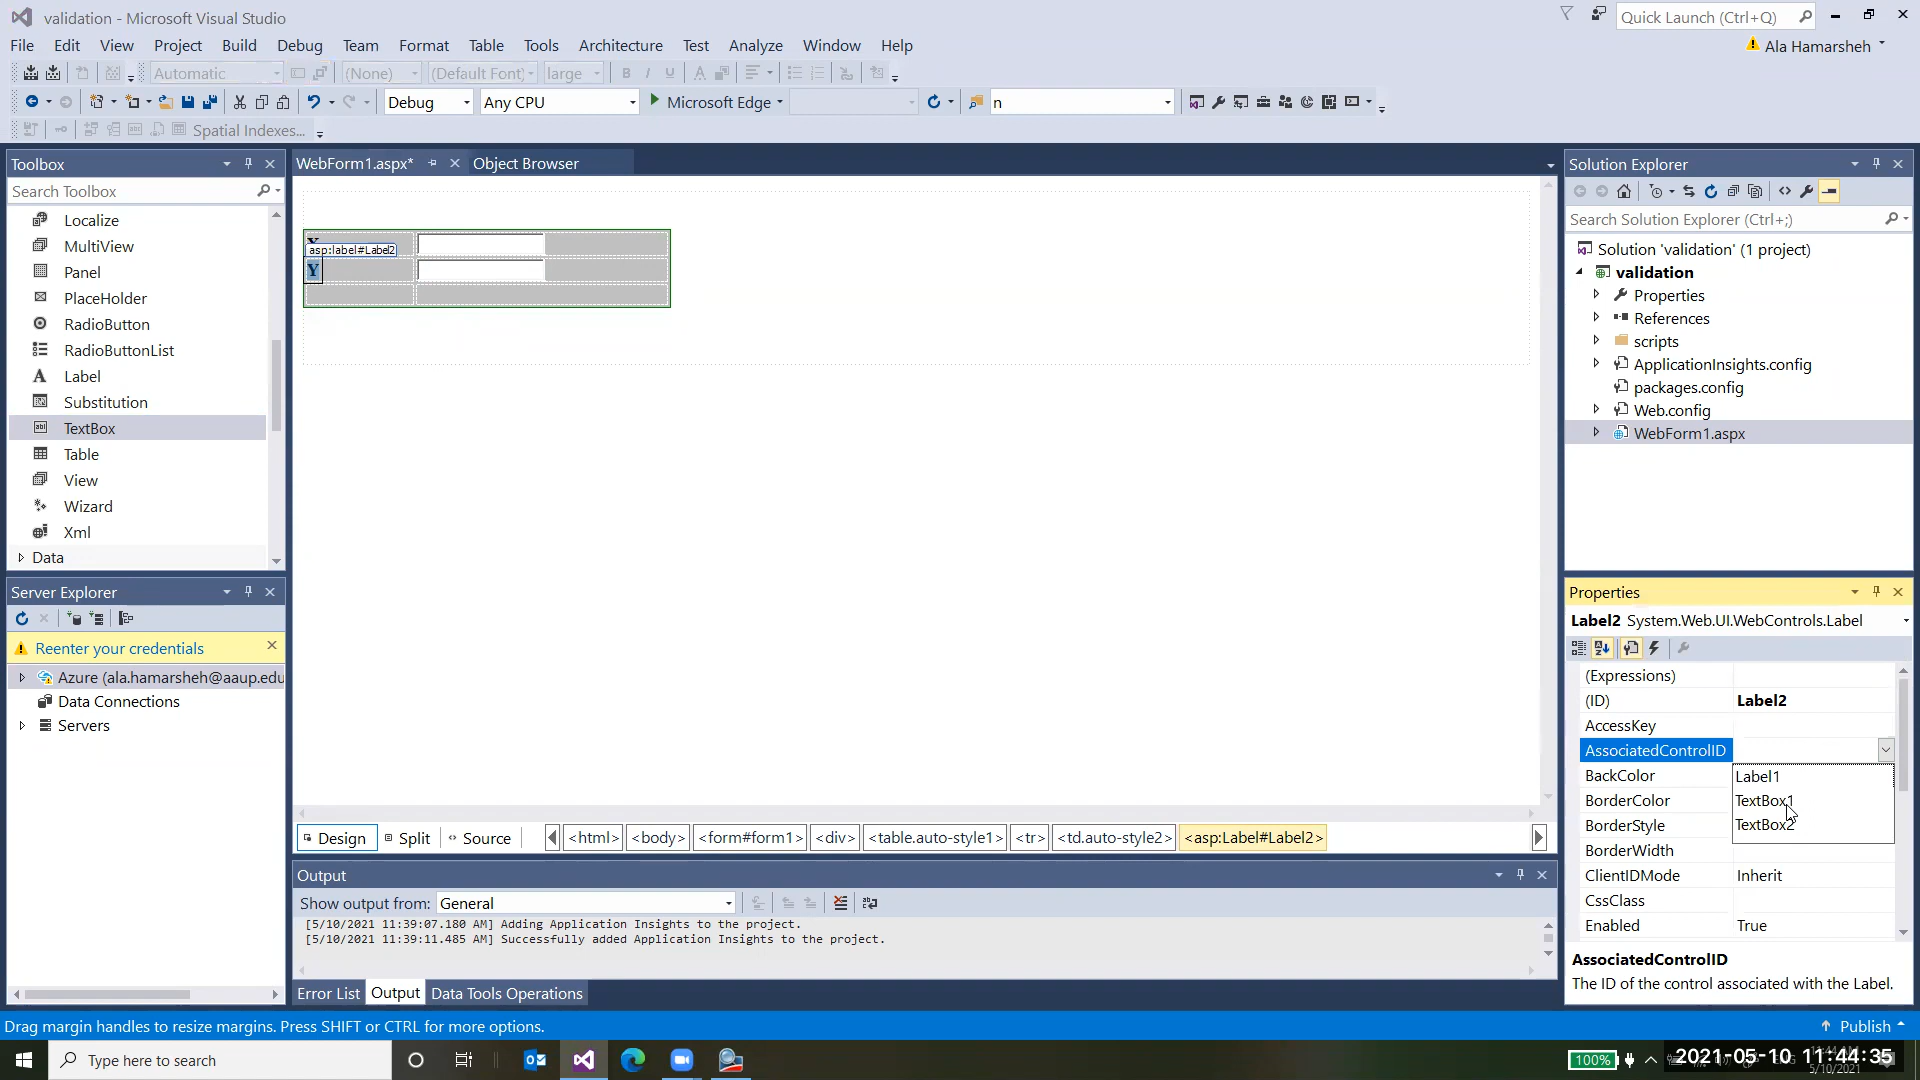 validation - Microsoft Visual Studio
Quick Launch (Ctrl+Q)
File Edit View Project Build Debug Team Format Table Tools Architecture Test Analyze Window Help
Ala Hamarsheh
Automatic (None) (Default Font) large B I U A
Debug Any CPU Microsoft Edge n
Spatial Indexes...
Toolbox
Search Toolbox
Localize
MultiView
Panel
PlaceHolder
RadioButton
RadioButtonList
Label
Substitution
TextBox
Table
View
Wizard
Xml
Data
Server Explorer
Reenter your credentials
Azure (ala.hamarsheh@aaup.edu
Data Connections
Servers
WebForm1.aspx* Object Browser
asp:label#Label2
Y
Design Split Source <html> <body> <form#form1> <div> <table.auto-style1> <tr> <td.auto-style2> <asp:Label#Label2>
Output
Show output from: General
[5/10/2021 11:39:07.180 AM] Adding Application Insights to the project.
[5/10/2021 11:39:11.485 AM] Successfully added Application Insights to the project.
Error List Output Data Tools Operations
Solution Explorer
Search Solution Explorer (Ctrl+;)
Solution 'validation' (1 project)
validation
Properties
References
scripts
ApplicationInsights.config
packages.config
Web.config
WebForm1.aspx
Properties
Label2 System.Web.UI.WebControls.Label
(Expressions)
(ID) Label2
AccessKey
AssociatedControlID
BackColor Label1
BorderColor TextBox1
BorderStyle TextBox2
BorderWidth
ClientIDMode Inherit
CssClass
Enabled True
AssociatedControlID
The ID of the control associated with the Label.
Drag margin handles to resize margins. Press SHIFT or CTRL for more options.
Publish
Type here to search
100%
2021-05-10 11:44:35
5/10/2021